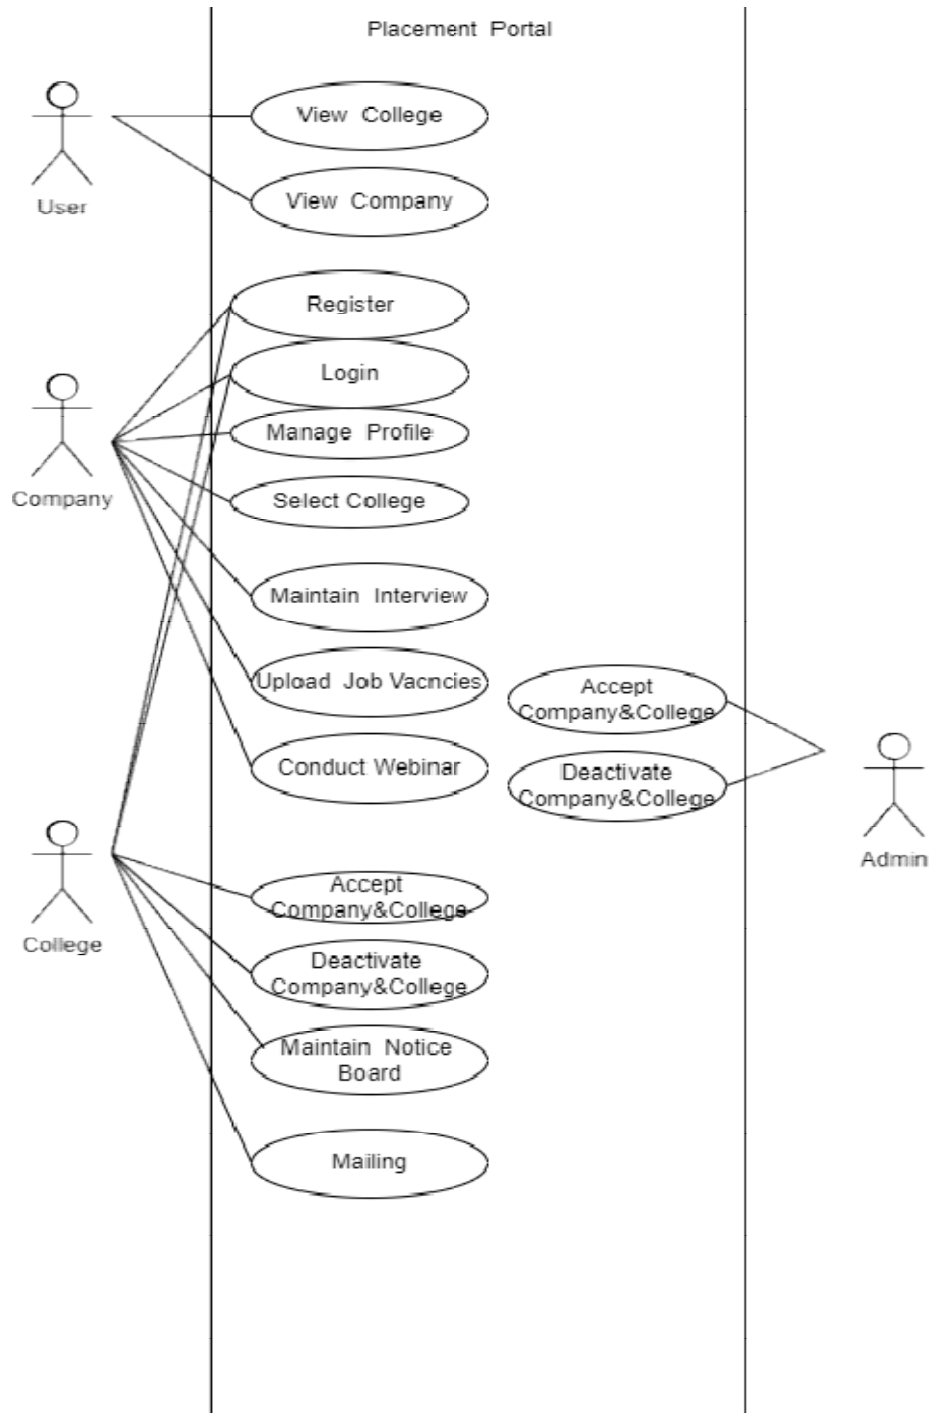 Placement Portal
View College
View Company
User
Register
Login
Manage Profile
Select College
Company
Maintain Interview
Upload Job Vacncies
Conduct Webinar
Accept
Company&College
Deactivate
Company&College
Admin
College
Accept
Company&College
Deactivate
Company&College
Maintain Notice
Board
Mailing